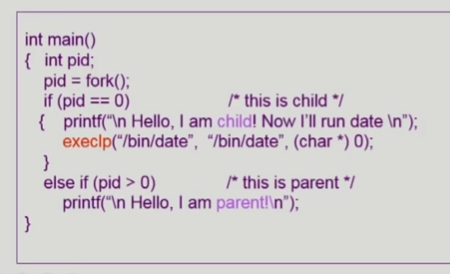 int main()
{ int pid;
pid = fork();
if (pid == 0) /* this is child */
{ printf(“\n Hello, I am child! Now I’ll run date \n”);
execlp(“/bin/date”, “/bin/date”, (char *) 0);
}
else if (pid > 0) /* this is parent */
printf(“\n Hello, I am parent!\n”);
}